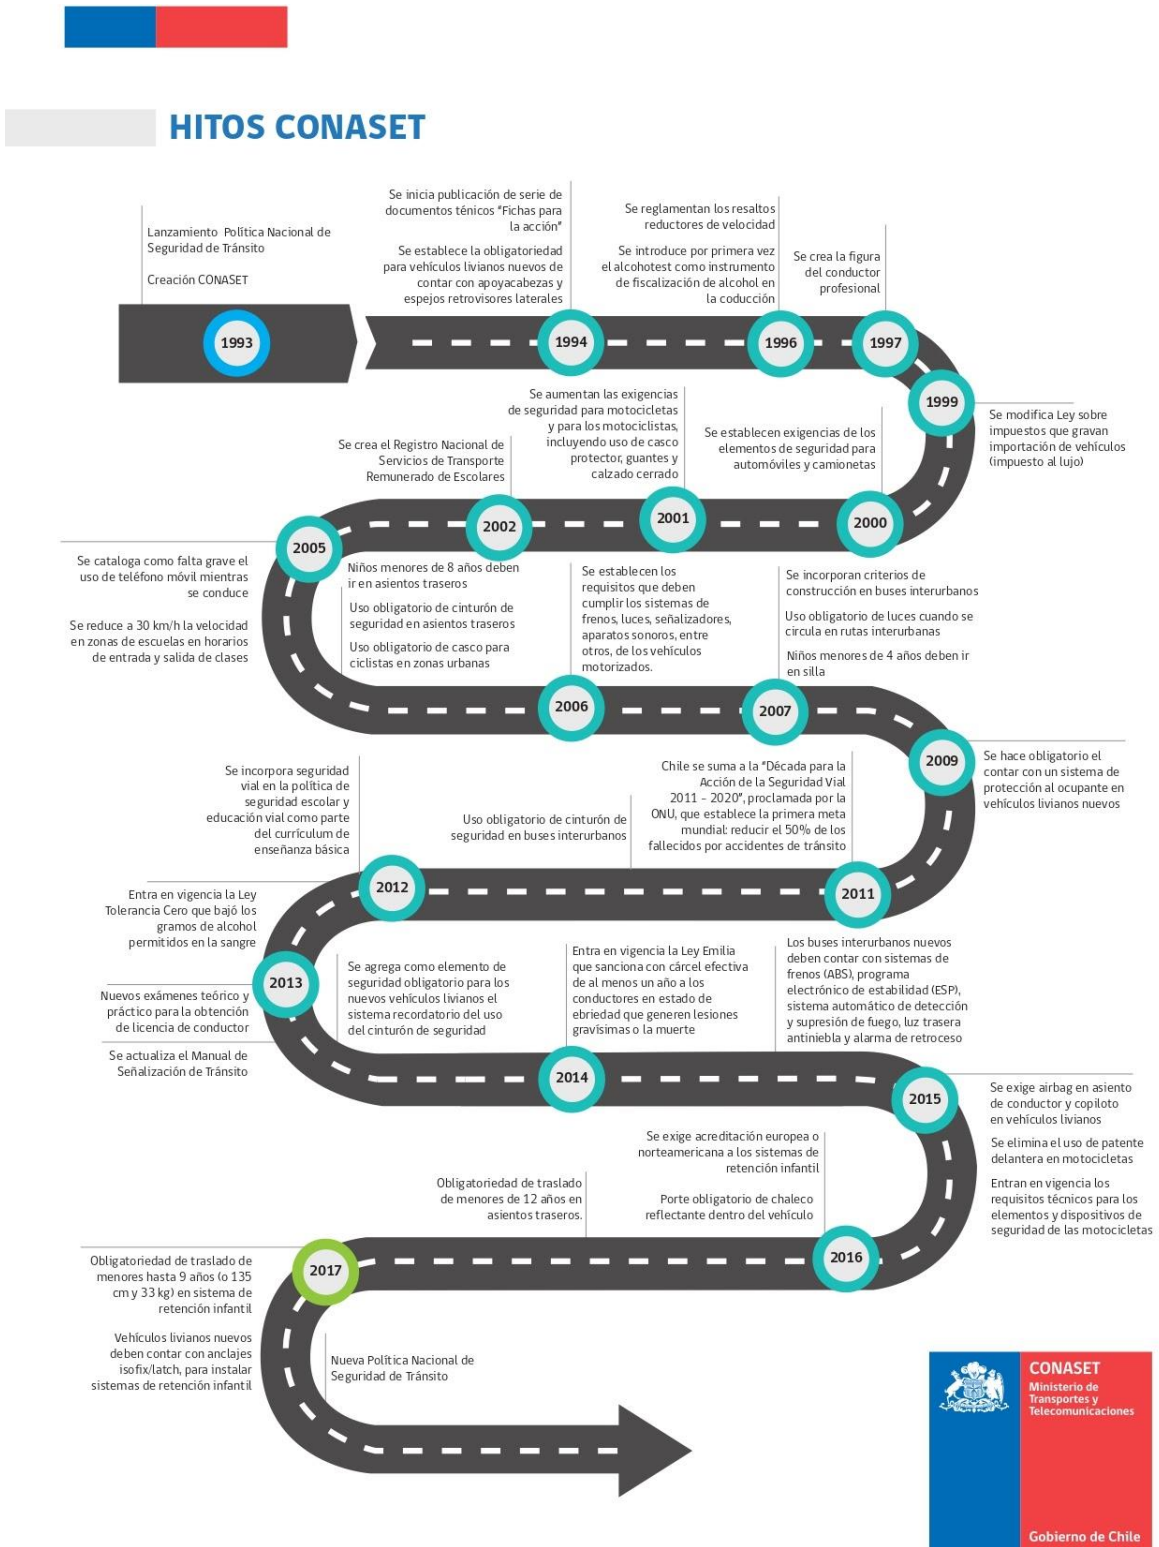 HITOS CONASET
Lanzamiento Política Nacional de
Seguridad de Tránsito
Creación CONASET
1993
Se inicia publicación de serie de
documentos ténicos "Fichas para
la acción"
Se establece la obligatoriedad
para vehículos livianos nuevos de
contar con apoyacabezas y
espejos retrovisores laterales
1994
Se reglamentan los resaltos
reductores de velocidad
Se introduce por primera vez
el alcohotest como instrumento
de fiscalización de alcohol en
la coducción
1996
Se crea la figura
del conductor
profesional
1997
1999
Se modifica Ley sobre
impuestos que gravan
importación de vehículos
(impuesto al lujo)
Se establecen exigencias de los
elementos de seguridad para
automóviles y camionetas
2000
Se aumentan las exigencias
de seguridad para motocicletas
y para los motociclistas,
incluyendo uso de casco
protector, guantes y
calzado cerrado
2001
Se crea el Registro Nacional de
Servicios de Transporte
Remunerado de Escolares
2002
2005
Se cataloga como falta grave el
uso de teléfono móvil mientras
se conduce
Se reduce a 30 km/h la velocidad
en zonas de escuelas en horarios
de entrada y salida de clases
Niños menores de 8 años deben
ir en asientos traseros
Uso obligatorio de cinturón de
seguridad en asientos traseros
Uso obligatorio de casco para
ciclistas en zonas urbanas
Se establecen los
requisitos que deben
cumplir los sistemas de
frenos, luces, señalizadores,
aparatos sonoros, entre
otros, de los vehículos
motorizados.
2006
Se incorporan criterios de
construcción en buses interurbanos
Uso obligatorio de luces cuando se
circula en rutas interurbanas
Niños menores de 4 años deben ir
en silla
2007
2009
Se hace obligatorio el
contar con un sistema de
protección al ocupante en
vehículos livianos nuevos
Chile se suma a la "Década para la
Acción de la Seguridad Vial
2011 - 2020", proclamada por la
ONU, que establece la primera meta
mundial: reducir el 50% de los
fallecidos por accidentes de tránsito
2011
Uso obligatorio de cinturón de
seguridad en buses interurbanos
Se incorpora seguridad
vial en la política de
seguridad escolar y
educación vial como parte
del currículum de
enseñanza básica
2012
Entra en vigencia la Ley
Tolerancia Cero que bajó los
gramos de alcohol
permitidos en la sangre
2013
Nuevos exámenes teórico y
práctico para la obtención
de licencia de conductor
Se actualiza el Manual de
Señalización de Tránsito
Se agrega como elemento de
seguridad obligatorio para los
nuevos vehículos livianos el
sistema recordatorio del uso
del cinturón de seguridad
Entra en vigencia la Ley Emilia
que sanciona con cárcel efectiva
de al menos un año a los
conductores en estado de
ebriedad que generen lesiones
gravísimas o la muerte
2014
Los buses interurbanos nuevos
deben contar con sistemas de
frenos (ABS), programa
electrónico de estabilidad (ESP),
sistema automático de detección
y supresión de fuego, luz trasera
antiniebla y alarma de retroceso
2015
Se exige airbag en asiento
de conductor y copiloto
en vehículos livianos
Se elimina el uso de patente
delantera en motocicletas
Entran en vigencia los
requisitos técnicos para los
elementos y dispositivos de
seguridad de las motocicletas
Se exige acreditación europea o
norteamericana a los sistemas de
retención infantil
Porte obligatorio de chaleco
reflectante dentro del vehículo
2016
Obligatoriedad de traslado
de menores de 12 años en
asientos traseros.
2017
Obligatoriedad de traslado de
menores hasta 9 años (o 135
cm y 33 kg) en sistema de
retención infantil
Vehículos livianos nuevos
deben contar con anclajes
isofix/latch, para instalar
sistemas de retención infantil
Nueva Política Nacional de
Seguridad de Tránsito
CONASET
Ministerio de
Transportes y
Telecomunicaciones
Gobierno de Chile